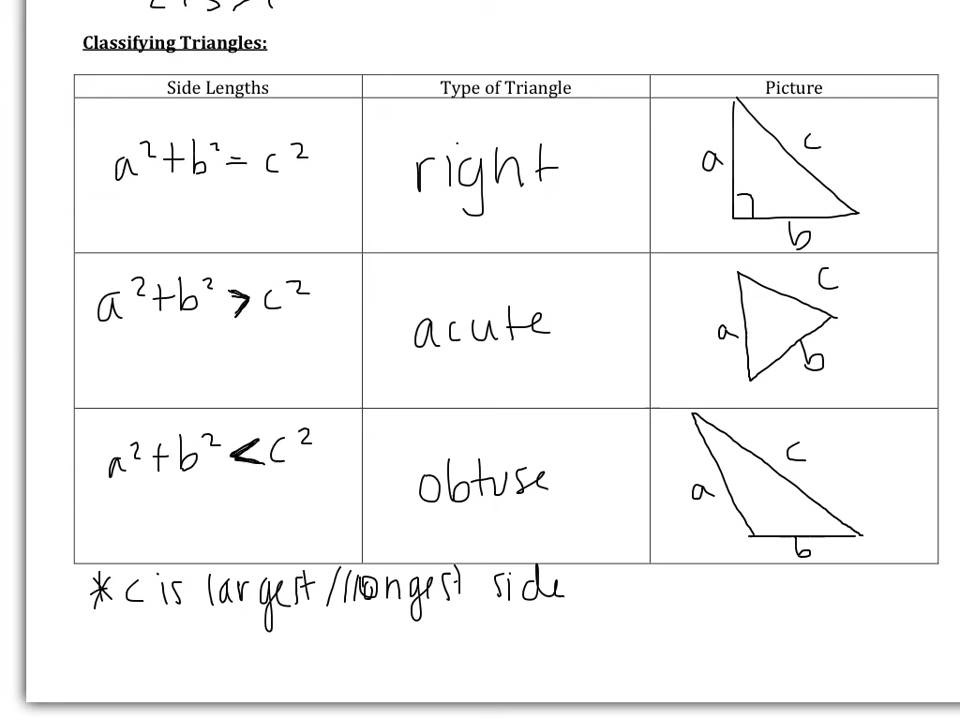 Classifying Triangles:
Side Lengths Type of Triangle Picture
a²+b²=c² right a c b
a²+b²>c² acute a c b
a²+b²<c² obtuse a c b
*c is largest/longest side